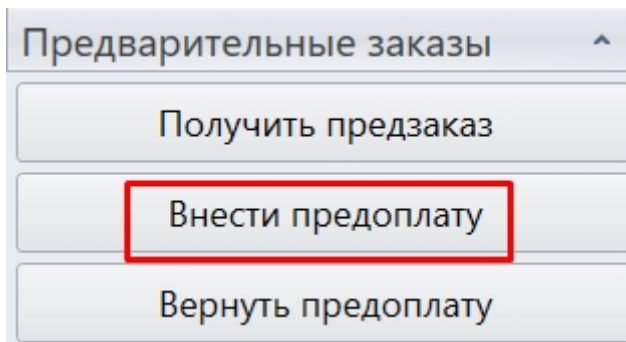 Предварительные заказы
Получить предзаказ
Внести предоплату
Вернуть предоплату